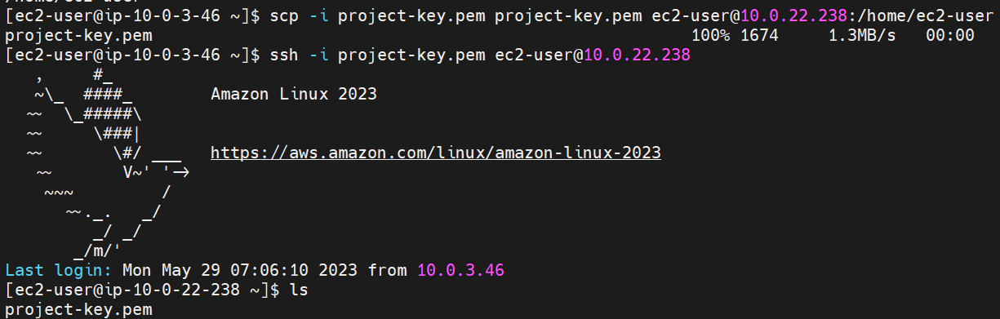 /home/ec2-user
[ec2-user@ip-10-0-3-46 ~]$ scp -i project-key.pem project-key.pem ec2-user@10.0.22.238:/home/ec2-user
project-key.pem 100% 1674 1.3MB/s 00:00
[ec2-user@ip-10-0-3-46 ~]$ ssh -i project-key.pem ec2-user@10.0.22.238
   ,     #_
   ~\_  ####_        Amazon Linux 2023
  ~~  \_#####\
  ~~     \###|
  ~~       \#/ ___   https://aws.amazon.com/linux/amazon-linux-2023
   ~~       V~' '->
    ~~~         /
      ~~._.   _/
         _/ _/
       _/m/'
Last login: Mon May 29 07:06:10 2023 from 10.0.3.46
[ec2-user@ip-10-0-22-238 ~]$ ls
project-key.pem